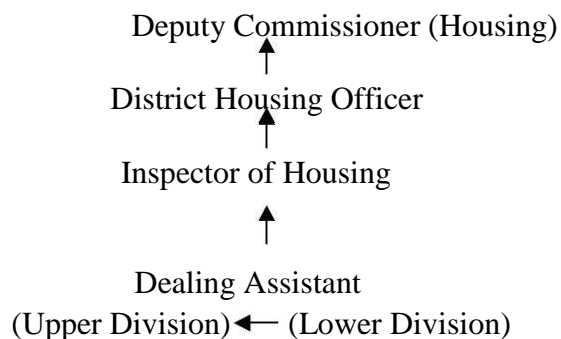 Deputy Commissioner (Housing)
District Housing Officer
Inspector of Housing
Dealing Assistant
(Upper Division) (Lower Division)